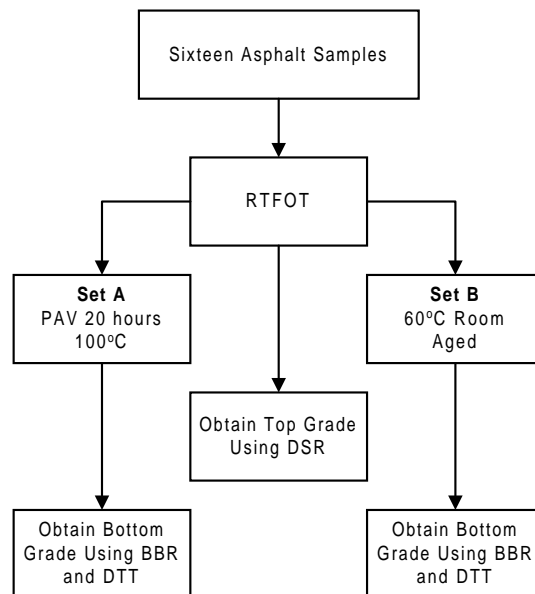 Sixteen Asphalt Samples
RTFOT
Set A
PAV 20 hours
100ºC
Set B
60ºC Room
Aged
Obtain Top Grade
Using DSR
Obtain Bottom
Grade Using BBR
and DTT
Obtain Bottom
Grade Using BBR
and DTT